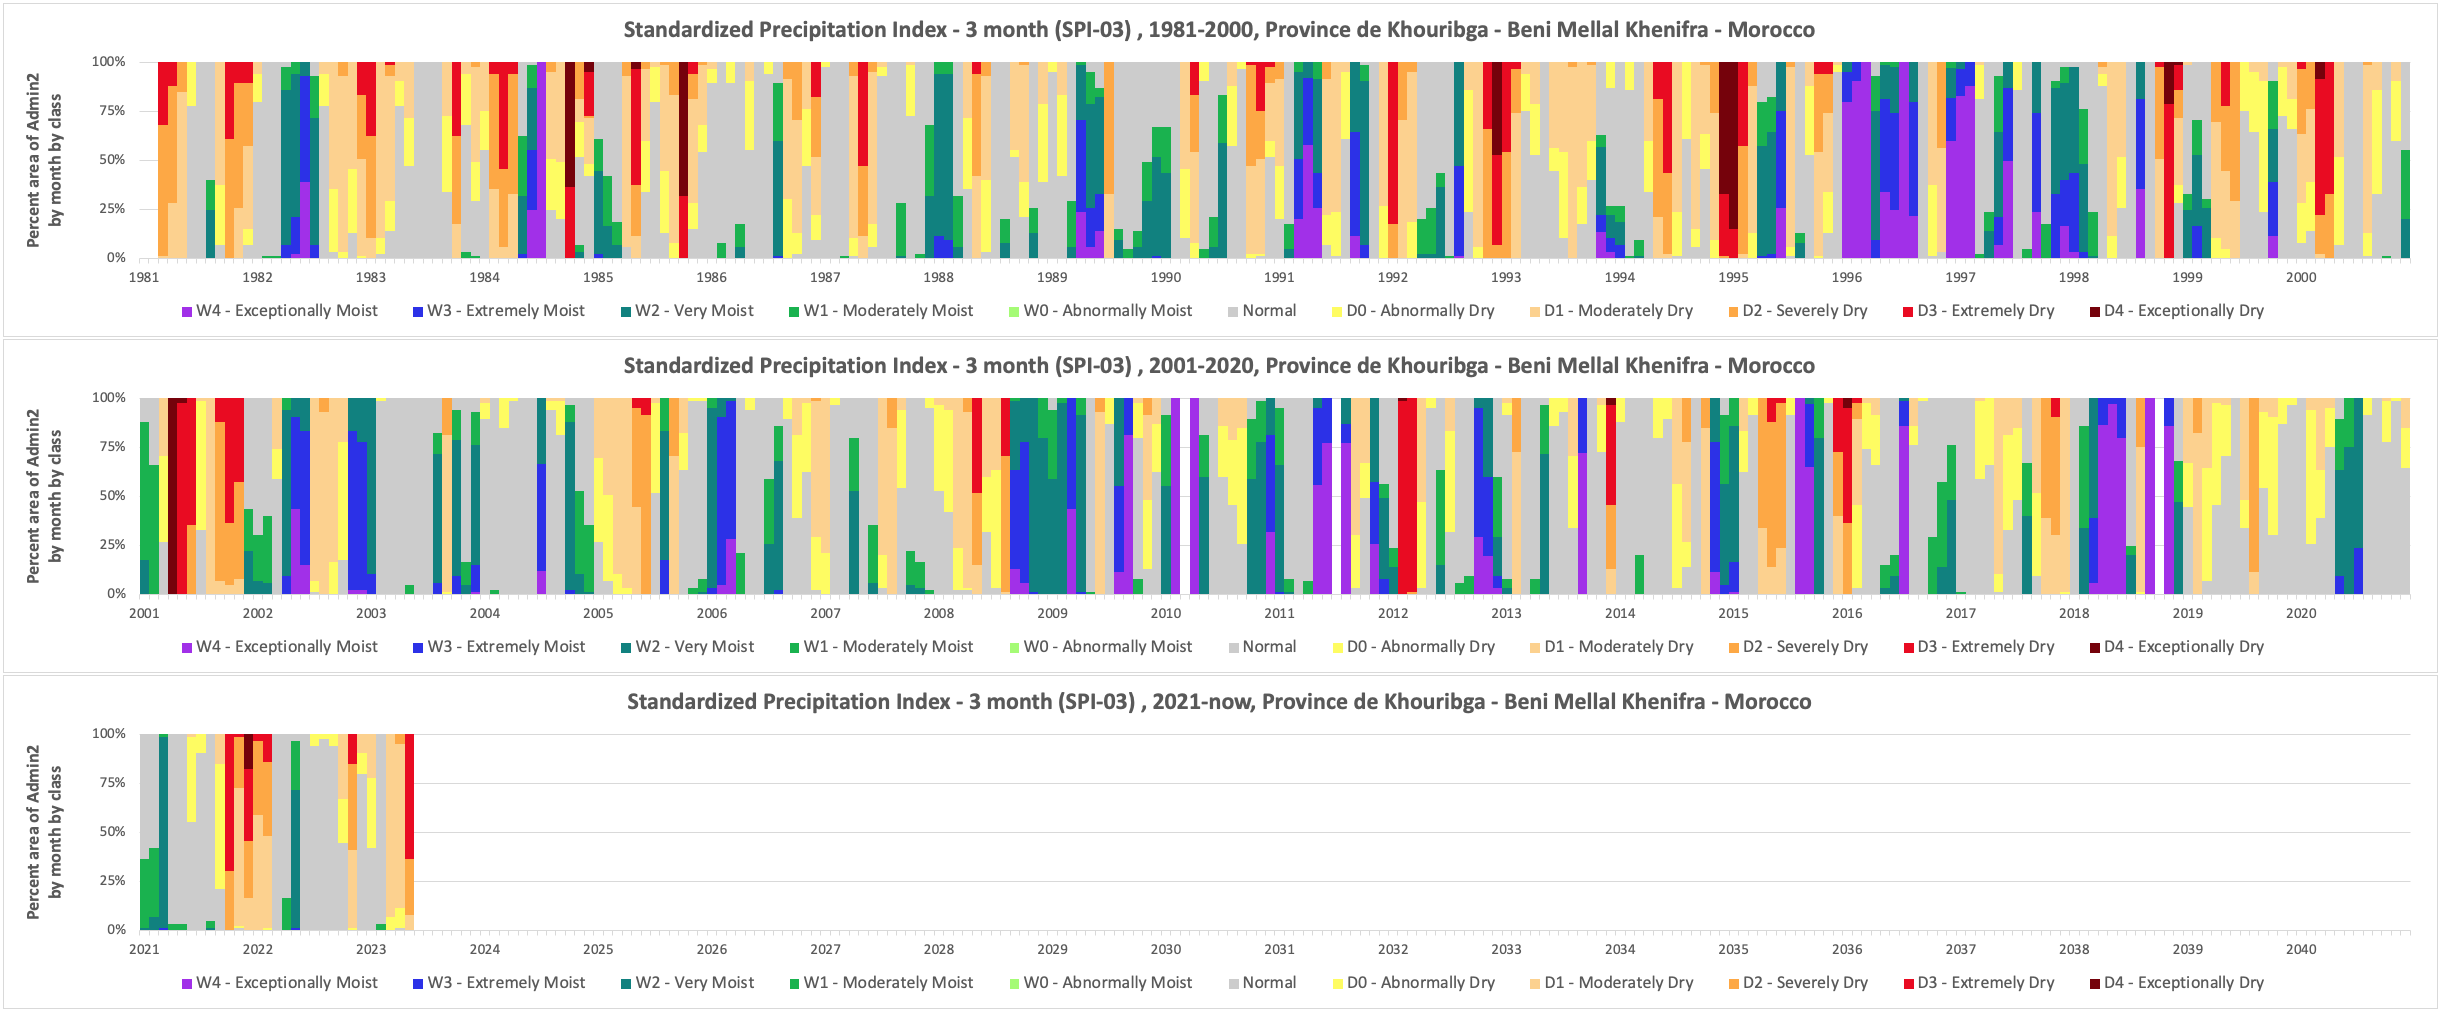 Standardized Precipitation Index - 3 month (SPI-03) , 1981-2000, Province de Khouribga - Beni Mellal Khenifra - Morocco
Percent area of Admin2
by month by class
100%
75%
50%
25%
0%
1981 1982 1983 1984 1985 1986 1987 1988 1989 1990 1991 1992 1993 1994 1995 1996 1997 1998 1999 2000
W4 - Exceptionally Moist W3 - Extremely Moist W2 - Very Moist W1 - Moderately Moist W0 - Abnormally Moist Normal D0 - Abnormally Dry D1 - Moderately Dry D2 - Severely Dry D3 - Extremely Dry D4 - Exceptionally Dry
Standardized Precipitation Index - 3 month (SPI-03) , 2001-2020, Province de Khouribga - Beni Mellal Khenifra - Morocco
Percent area of Admin2
by month by class
100%
75%
50%
25%
0%
2001 2002 2003 2004 2005 2006 2007 2008 2009 2010 2011 2012 2013 2014 2015 2016 2017 2018 2019 2020
W4 - Exceptionally Moist W3 - Extremely Moist W2 - Very Moist W1 - Moderately Moist W0 - Abnormally Moist Normal D0 - Abnormally Dry D1 - Moderately Dry D2 - Severely Dry D3 - Extremely Dry D4 - Exceptionally Dry
Standardized Precipitation Index - 3 month (SPI-03) , 2021-now, Province de Khouribga - Beni Mellal Khenifra - Morocco
Percent area of Admin2
by month by class
100%
75%
50%
25%
0%
2021 2022 2023 2024 2025 2026 2027 2028 2029 2030 2031 2032 2033 2034 2035 2036 2037 2038 2039 2040
W4 - Exceptionally Moist W3 - Extremely Moist W2 - Very Moist W1 - Moderately Moist W0 - Abnormally Moist Normal D0 - Abnormally Dry D1 - Moderately Dry D2 - Severely Dry D3 - Extremely Dry D4 - Exceptionally Dry